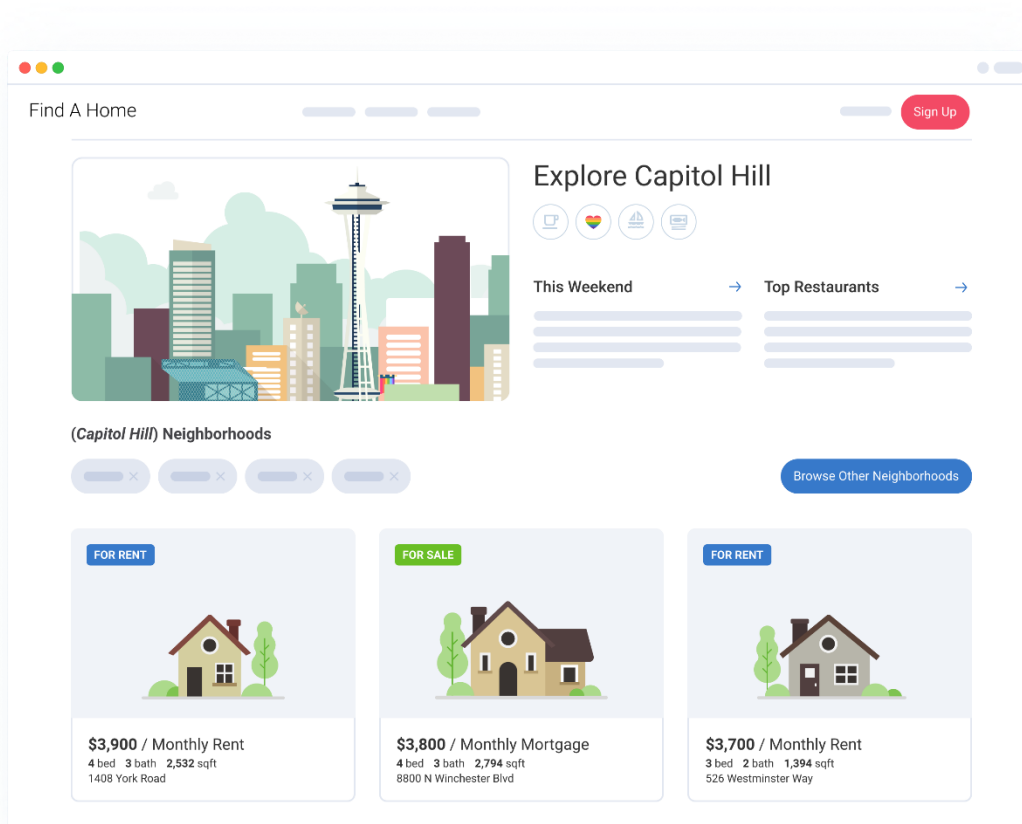 Find A Home
Sign Up
Explore Capitol Hill
This Weekend
Top Restaurants
(Capitol Hill) Neighborhoods
Browse Other Neighborhoods
FOR RENT
$3,900 / Monthly Rent
4 bed 3 bath 2,532 sqft
1408 York Road
FOR SALE
$3,800 / Monthly Mortgage
4 bed 3 bath 2,794 sqft
8800 N Winchester Blvd
FOR RENT
$3,700 / Monthly Rent
3 bed 2 bath 1,394 sqft
526 Westminster Way